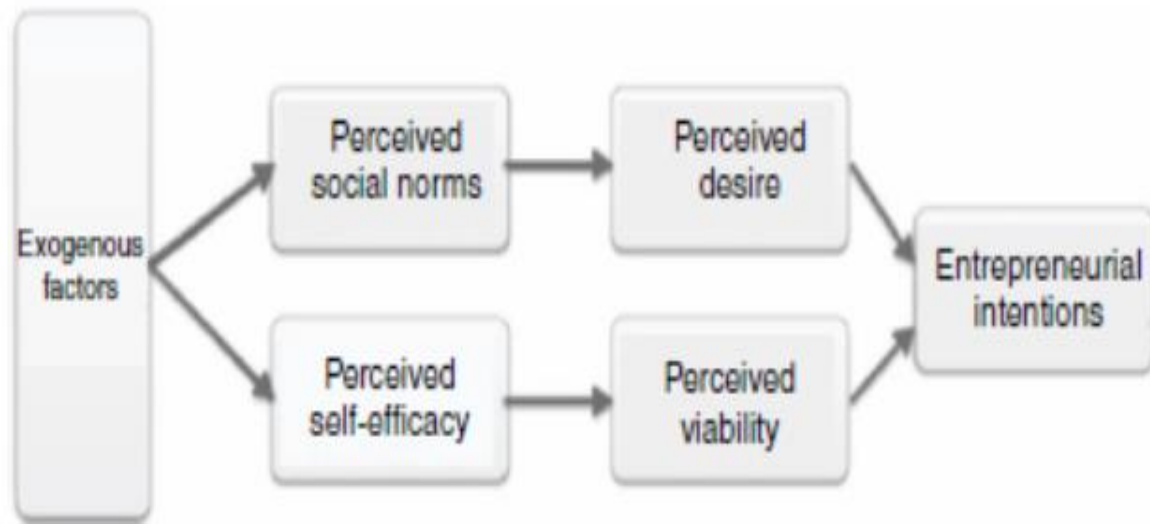 Exogenous
factors
Perceived
social norms
Perceived
desire
Perceived
self-efficacy
Perceived
viability
Entrepreneurial
intentions